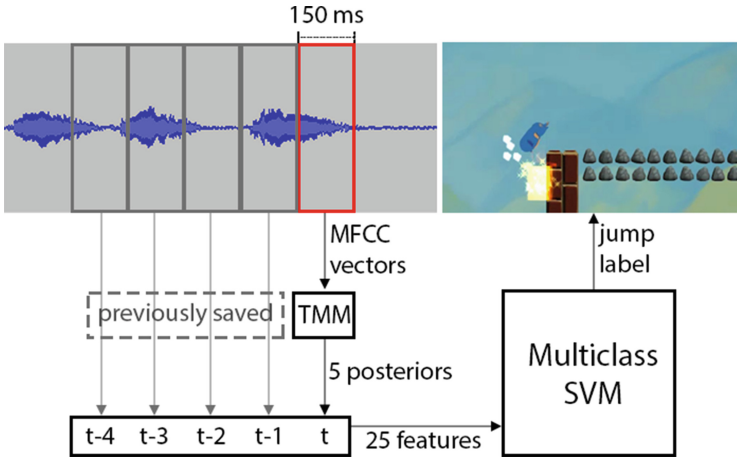 150 ms
MFCC
vectors
jump
label
previously saved
TMM
5 posteriors
Multiclass
SVM
t-4 t-3 t-2 t-1 t
25 features